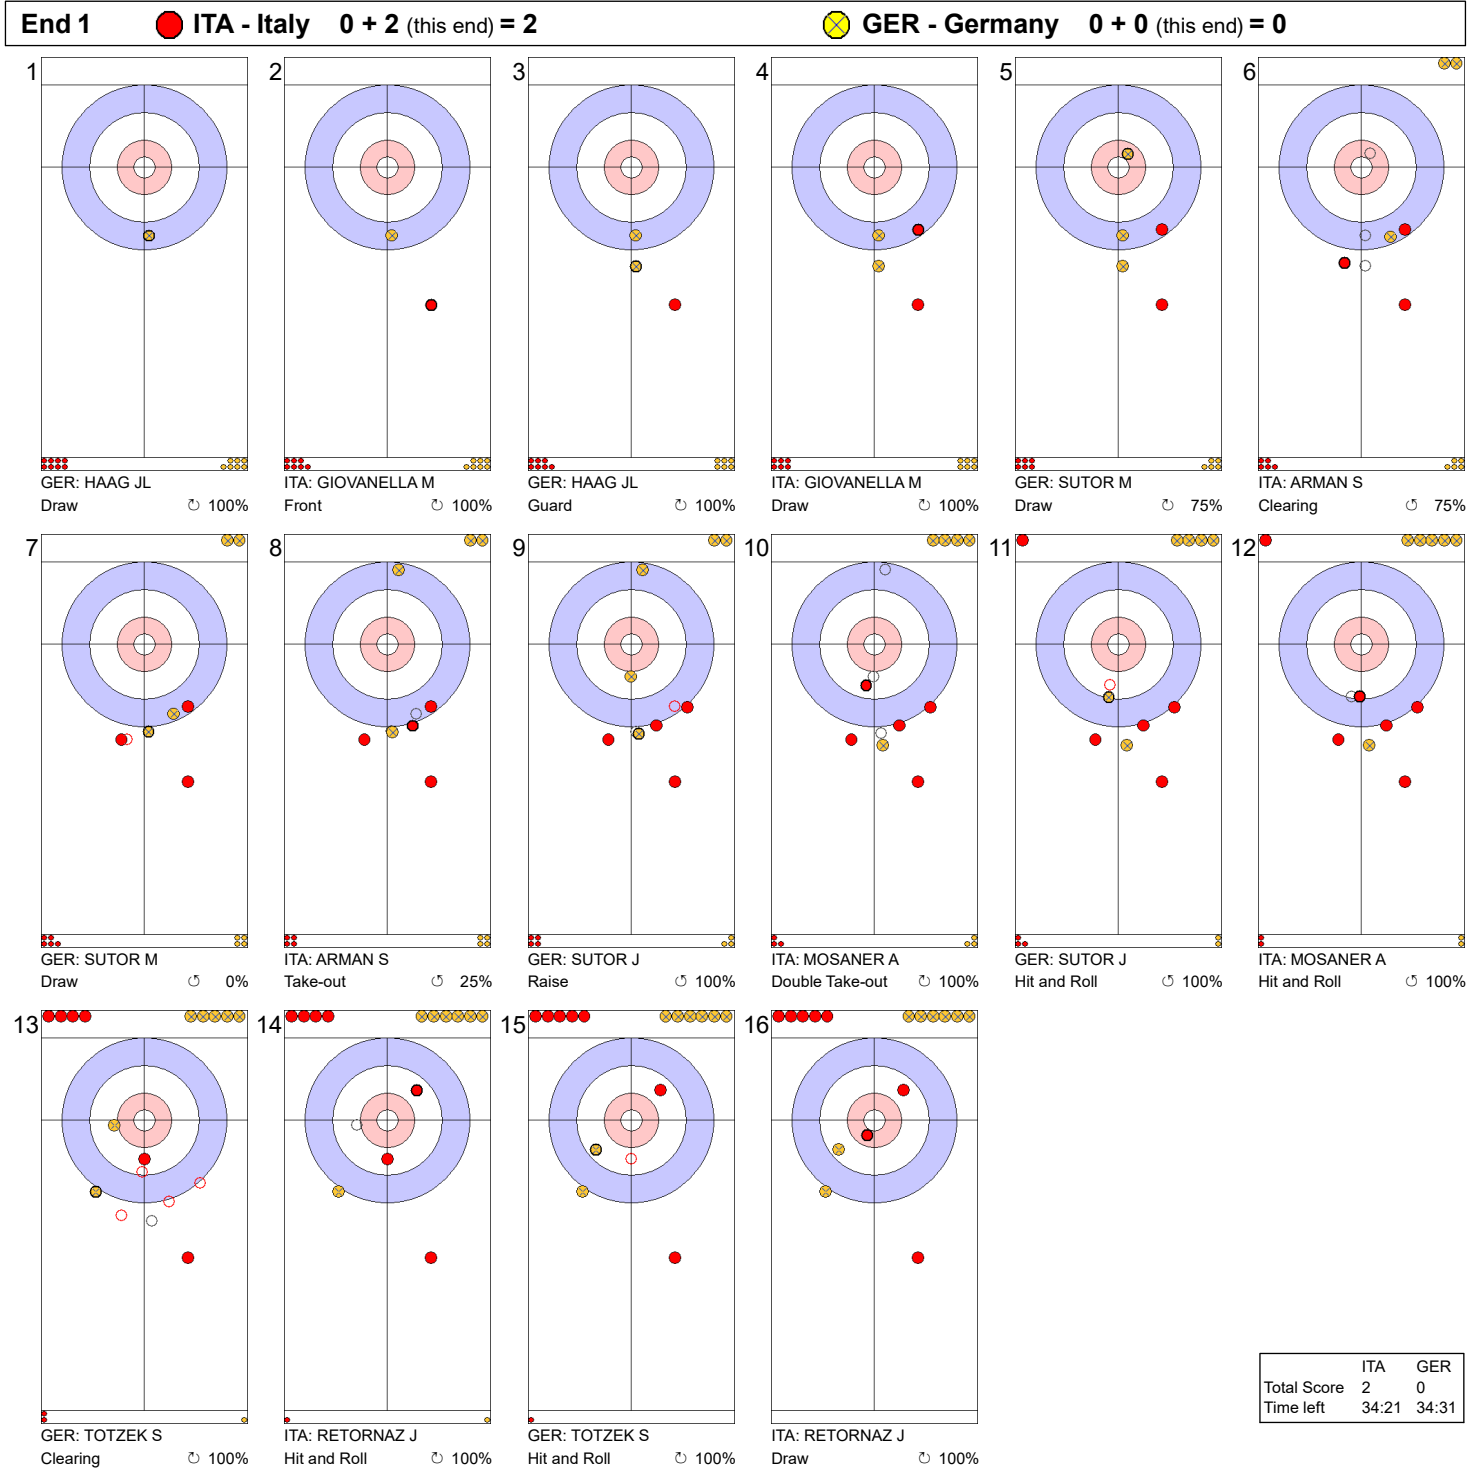 End 1 ITA - Italy 0 + 2 (this end) = 2 GER - Germany 0 + 0 (this end) = 0
1 2 3 4 5 6
GER: HAAG JL ITA: GIOVANELLA M GER: HAAG JL ITA: GIOVANELLA M GER: SUTOR M ITA: ARMAN S
Draw ↻ 100% Front ↻ 100% Guard ↻ 100% Draw ↻ 100% Draw ↻ 75% Clearing ↺ 75%
7 8 9 10 11 12
GER: SUTOR M ITA: ARMAN S GER: SUTOR J ITA: MOSANER A GER: SUTOR J ITA: MOSANER A
Draw ↺ 0% Take-out ↺ 25% Raise ↺ 100% Double Take-out ↻ 100% Hit and Roll ↺ 100% Hit and Roll ↺ 100%
13 14 15 16
GER: TOTZEK S ITA: RETORNAZ J GER: TOTZEK S ITA: RETORNAZ J
Clearing ↻ 100% Hit and Roll ↻ 100% Hit and Roll ↻ 100% Draw ↻ 100%
ITA GER
Total Score 2 0
Time left 34:21 34:31